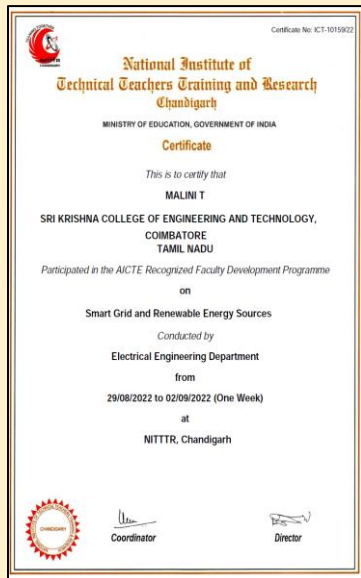 Certificate No: ICT-10159/22
National Institute of
Technical Teachers Training and Research
Chandigarh
MINISTRY OF EDUCATION, GOVERNMENT OF INDIA
Certificate
This is to certify that
MALINI T
SRI KRISHNA COLLEGE OF ENGINEERING AND TECHNOLOGY,
COIMBATORE
TAMIL NADU
Participated in the AICTE Recognized Faculty Development Programme
on
Smart Grid and Renewable Energy Sources
Conducted by
Electrical Engineering Department
from
29/08/2022 to 02/09/2022 (One Week)
at
NITTTR, Chandigarh
CHANDIGARH
Coordinator
Director